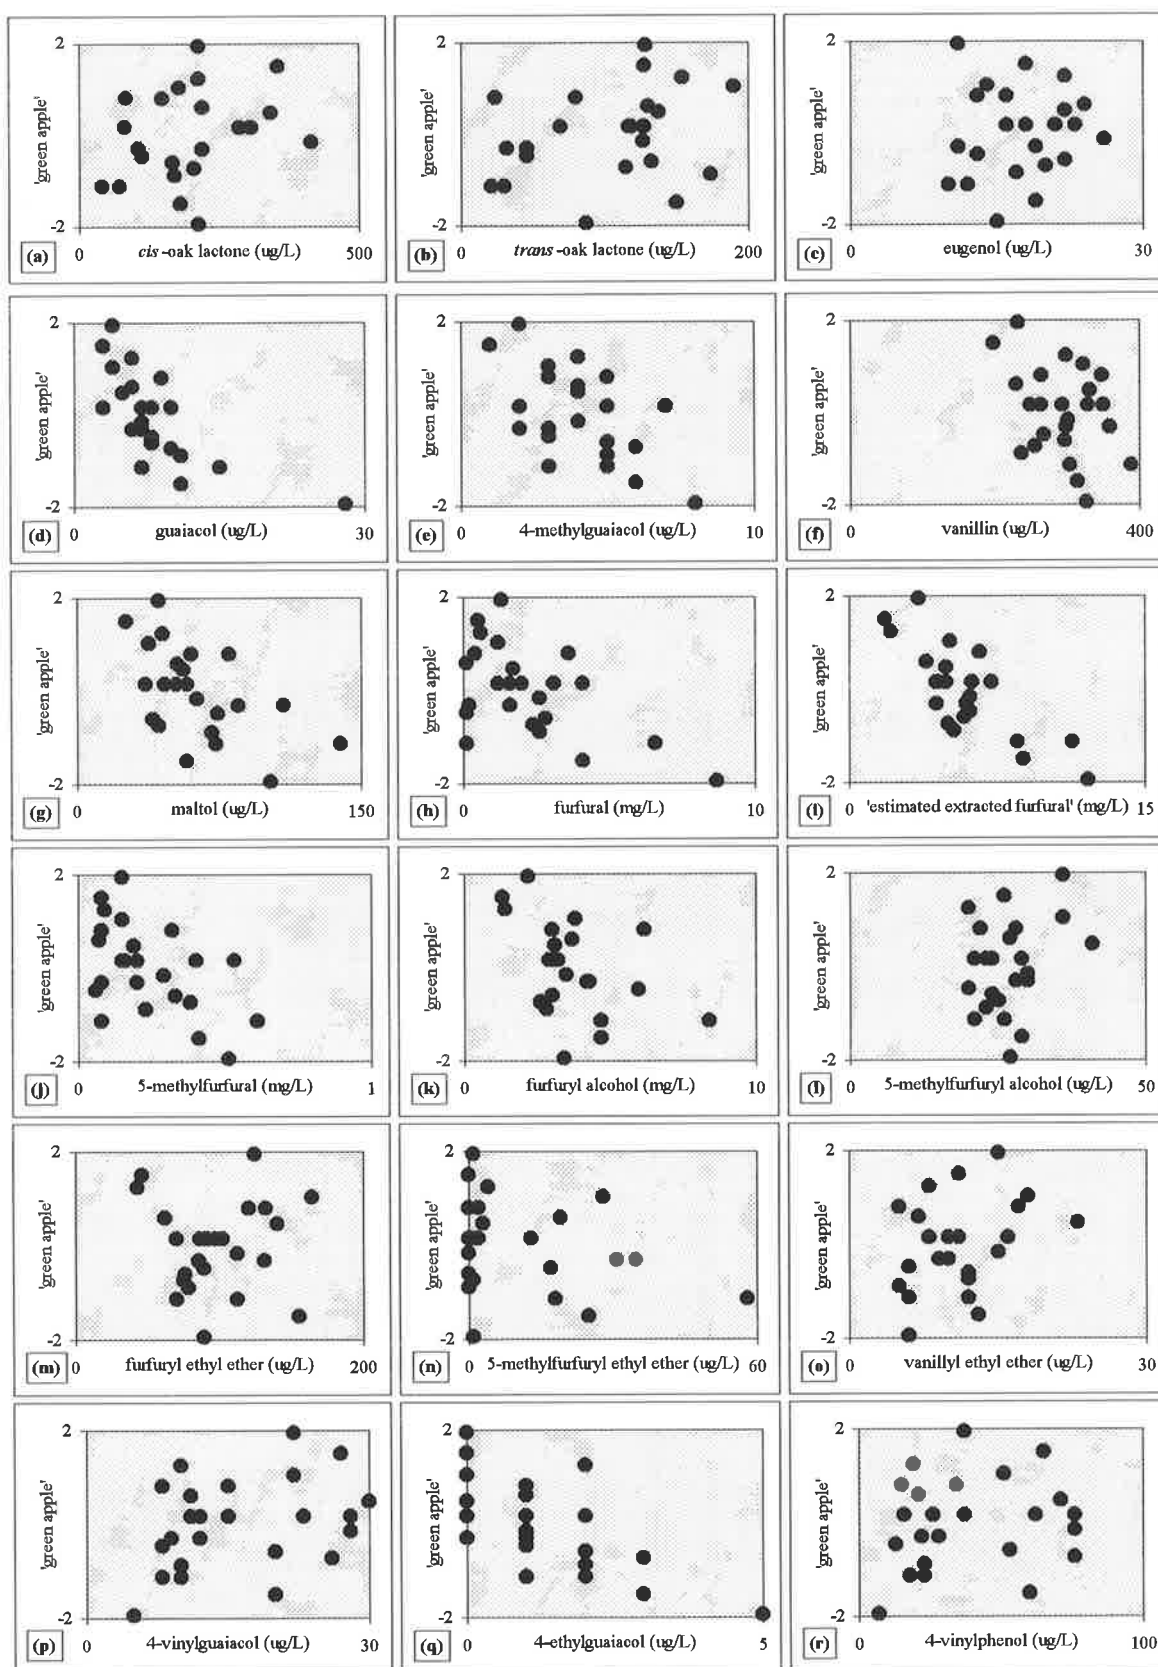 2 2 2
'green apple' 'green apple' 'green apple'
-2 -2 -2
(a) 0 cis-oak lactone (ug/L) 500 (b) 0 trans-oak lactone (ug/L) 200 (c) 0 eugenol (ug/L) 30
2 2 2
'green apple' 'green apple' 'green apple'
-2 -2 -2
(d) 0 guaiacol (ug/L) 30 (e) 0 4-methylguaiacol (ug/L) 10 (f) 0 vanillin (ug/L) 400
2 2 2
'green apple' 'green apple' 'green apple'
-2 -2 -2
(g) 0 maltol (ug/L) 150 (h) 0 furfural (mg/L) 10 (i) 0 'estimated extracted furfural' (mg/L) 15
2 2 2
'green apple' 'green apple' 'green apple'
-2 -2 -2
(j) 0 5-methylfurfural (mg/L) 1 (k) 0 furfuryl alcohol (mg/L) 10 (l) 0 5-methylfurfuryl alcohol (ug/L) 50
2 2 2
'green apple' 'green apple' 'green apple'
-2 -2 -2
(m) 0 furfuryl ethyl ether (ug/L) 200 (n) 0 5-methylfurfuryl ethyl ether (ug/L) 60 (o) 0 vanillyl ethyl ether (ug/L) 30
2 2 2
'green apple' 'green apple' 'green apple'
-2 -2 -2
(p) 0 4-vinylguaiacol (ug/L) 30 (q) 0 4-ethylguaiacol (ug/L) 5 (r) 0 4-vinylphenol (ug/L) 100